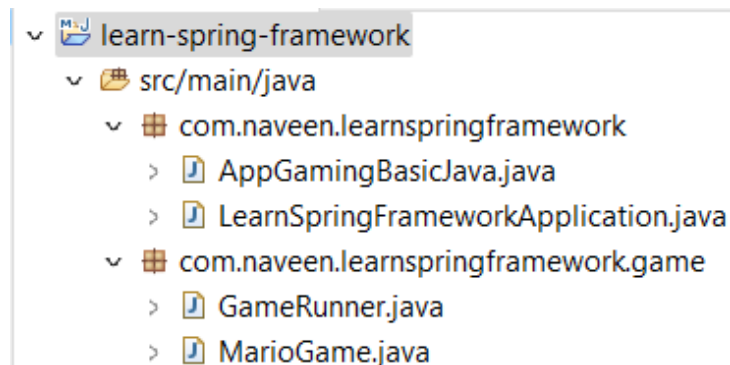 learn-spring-framework
src/main/java
com.naveen.learnspringframework
AppGamingBasicJava.java
LearnSpringFrameworkApplication.java
com.naveen.learnspringframework.game
GameRunner.java
MarioGame.java